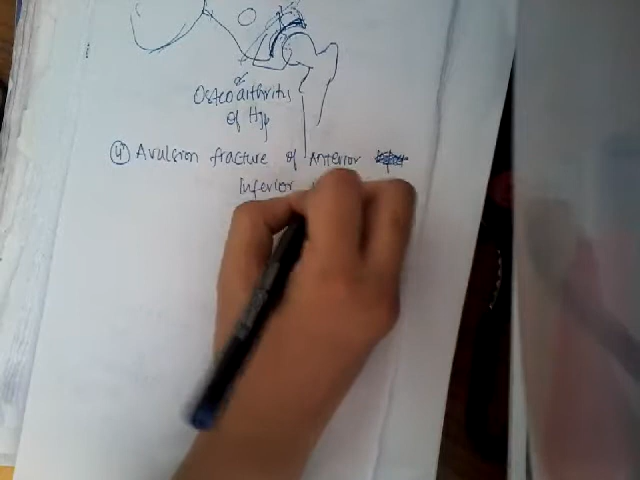 Osteoarthritis
of Hip
④ Avulsion fracture of Anterior
Inferior